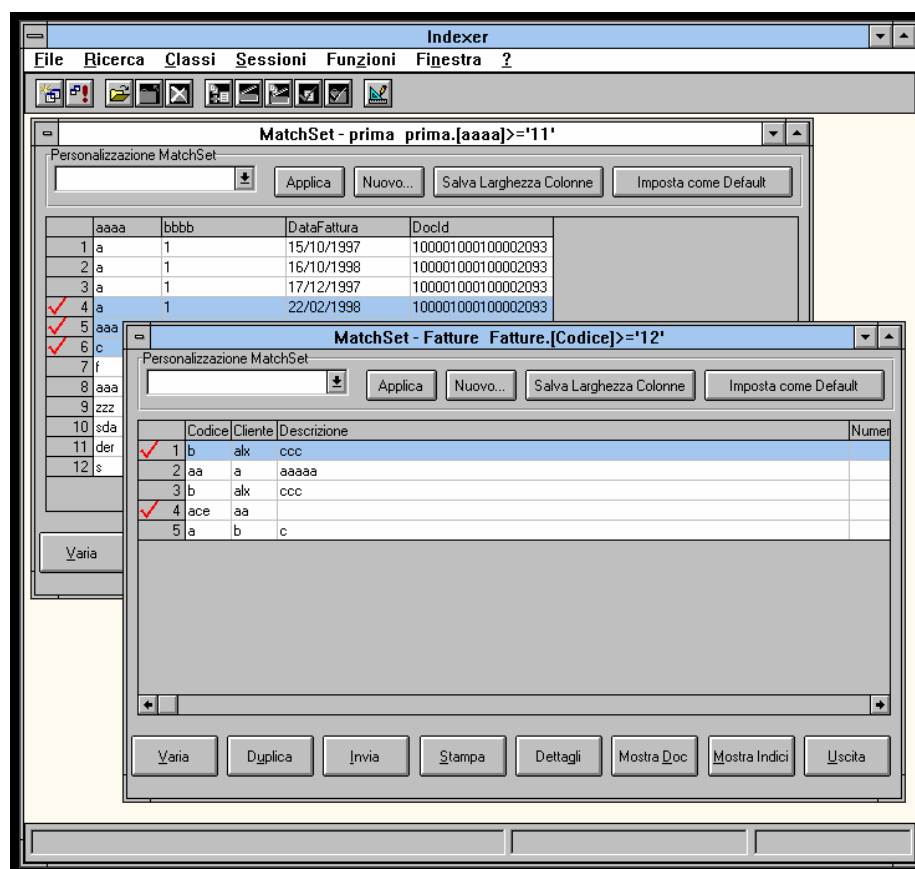 Indexer
File Ricerca Classi Sessioni Funzioni Finestra ?
MatchSet - prima prima.[aaaa]>='11'
Personalizzazione MatchSet
Applica Nuovo... Salva Larghezza Colonne Imposta come Default
aaaa bbbb DataFattura DocId
1 a 1 15/10/1997 100001000100002093
2 a 1 16/10/1998 100001000100002093
3 a 1 17/12/1997 100001000100002093
4 a 1 22/02/1998 100001000100002093
5 aaa
6 c
7 f
8 aaa
9 zzz
10 sda
11 der
12 s
Varia
MatchSet - Fatture Fatture.[Codice]>='12'
Personalizzazione MatchSet
Applica Nuovo... Salva Larghezza Colonne Imposta come Default
Codice Cliente Descrizione Numer
1 b alx ccc
2 aa a aaaaa
3 b alx ccc
4 ace aa
5 a b c
Varia Duplica Invia Stampa Dettagli Mostra Doc Mostra Indici Uscita